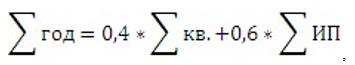 ∑ год = 0,4 * ∑ кв. +0,6 * ∑ ИП ,